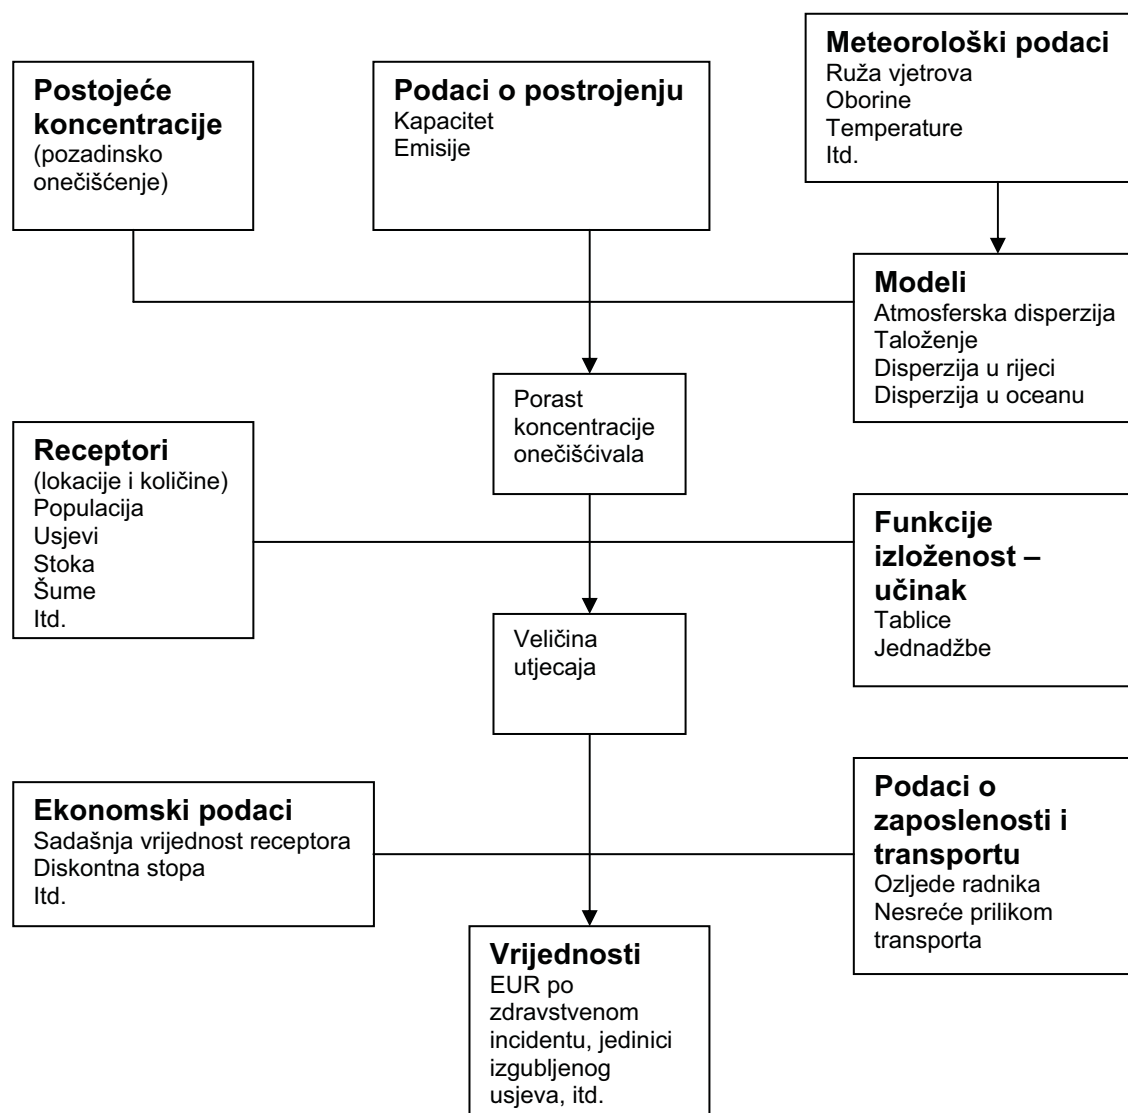 Meteorološki podaci
Ruža vjetrova
Oborine
Temperature
Itd.
Postojeće
koncentracije
(pozadinsko
onečišćenje)
Podaci o postrojenju
Kapacitet
Emisije
Modeli
Atmosferska disperzija
Taloženje
Disperzija u rijeci
Disperzija u oceanu
Porast
koncentracije
onečišćivala
Receptori
(lokacije i količine)
Populacija
Usjevi
Stoka
Šume
Itd.
Funkcije
izloženost –
učinak
Tablice
Jednadžbe
Veličina
utjecaja
Ekonomski podaci
Sadašnja vrijednost receptora
Diskontna stopa
Itd.
Podaci o
zaposlenosti i
transportu
Ozljede radnika
Nesreće prilikom
transporta
Vrijednosti
EUR po
zdravstvenom
incidentu, jedinici
izgubljenog
usjeva, itd.